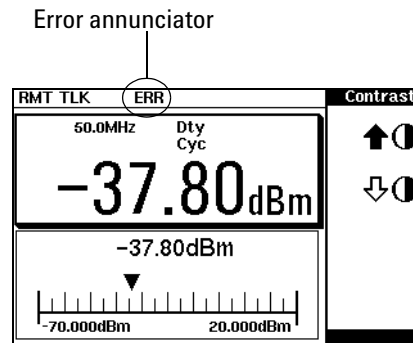 Error annunciator
RMT TLK ERR
Contrast
50.0MHz Dty
Cyc
-37.80dBm
-37.80dBm
-70.000dBm 20.000dBm